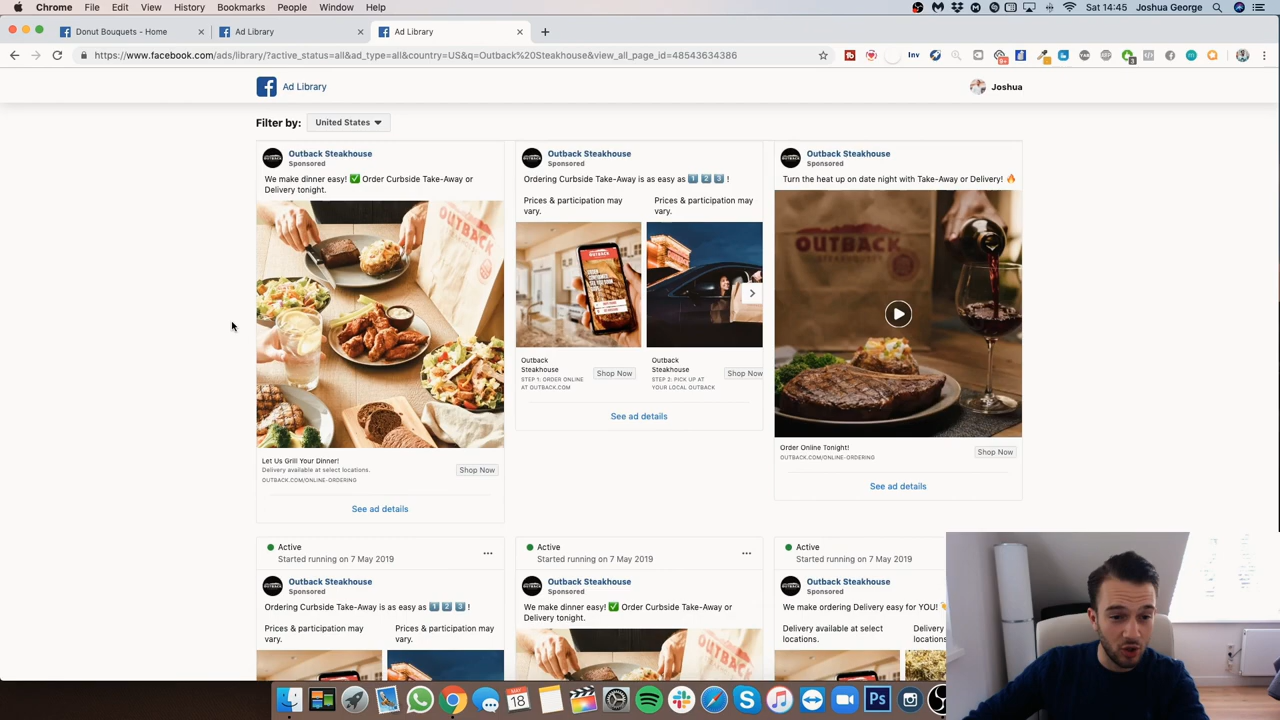 Chrome File Edit View History Bookmarks People Window Help
Sat 14:45 Joshua George
Donut Bouquets - Home
Ad Library
Ad Library
https://www.facebook.com/ads/library/?active_status=all&ad_type=all&country=US&q=Outback%20Steakhouse&view_all_page_id=48543634386
Inv
Ad Library
Joshua
Filter by: United States
Outback Steakhouse
Sponsored
We make dinner easy! ✅ Order Curbside Take-Away or
Delivery tonight.
OUTBACK
Let Us Grill Your Dinner!
Delivery available at select locations.
OUTBACK.COM/ONLINE-ORDERING
Shop Now
See ad details
Outback Steakhouse
Sponsored
Ordering Curbside Take-Away is as easy as 1️⃣ 2️⃣ 3️⃣ !
Prices & participation may
vary.
Prices & participation may
vary.
Outback
Steakhouse
STEP 1: ORDER ONLINE
AT OUTBACK.COM
Shop Now
Outback
Steakhouse
STEP 2: PICK UP AT
YOUR LOCAL OUTBACK
Shop Now
See ad details
Outback Steakhouse
Sponsored
Turn the heat up on date night with Take-Away or Delivery! 🔥
OUTBACK
STEAKHOUSE
Order Online Tonight!
OUTBACK.COM/ONLINE-ORDERING
Shop Now
See ad details
Active
Started running on 7 May 2019
Outback Steakhouse
Sponsored
Ordering Curbside Take-Away is as easy as 1️⃣ 2️⃣ 3️⃣ !
Prices & participation may
vary.
Prices & participation may
vary.
Active
Started running on 7 May 2019
Outback Steakhouse
Sponsored
We make dinner easy! ✅ Order Curbside Take-Away or
Delivery tonight.
Active
Started running on 7 May 2019
Outback Steakhouse
Sponsored
We make ordering Delivery easy for YOU!
Delivery available at select
locations.
Delivery
locations
MAY
18
Ps